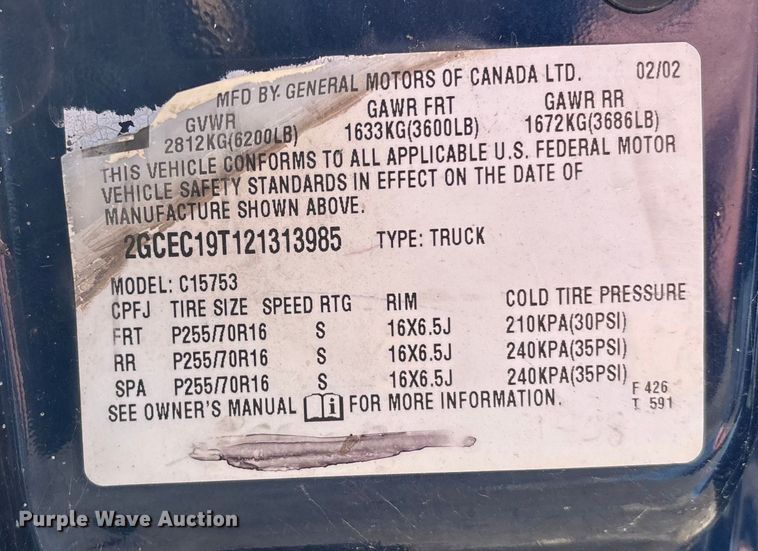 MFD BY GENERAL MOTORS OF CANADA LTD. 02/02
GVWR GAWR FRT GAWR RR
2812KG(6200LB) 1633KG(3600LB) 1672KG(3686LB)
THIS VEHICLE CONFORMS TO ALL APPLICABLE U.S. FEDERAL MOTOR
VEHICLE SAFETY STANDARDS IN EFFECT ON THE DATE OF
MANUFACTURE SHOWN ABOVE.
2GCEC19T121313985 TYPE: TRUCK
MODEL: C15753
CPFJ TIRE SIZE SPEED RTG RIM COLD TIRE PRESSURE
FRT P255/70R16 S 16X6.5J 210KPA(30PSI)
RR P255/70R16 S 16X6.5J 240KPA(35PSI)
SPA P255/70R16 S 16X6.5J 240KPA(35PSI)
SEE OWNER'S MANUAL FOR MORE INFORMATION.
F 426
T 591
Purple Wave Auction